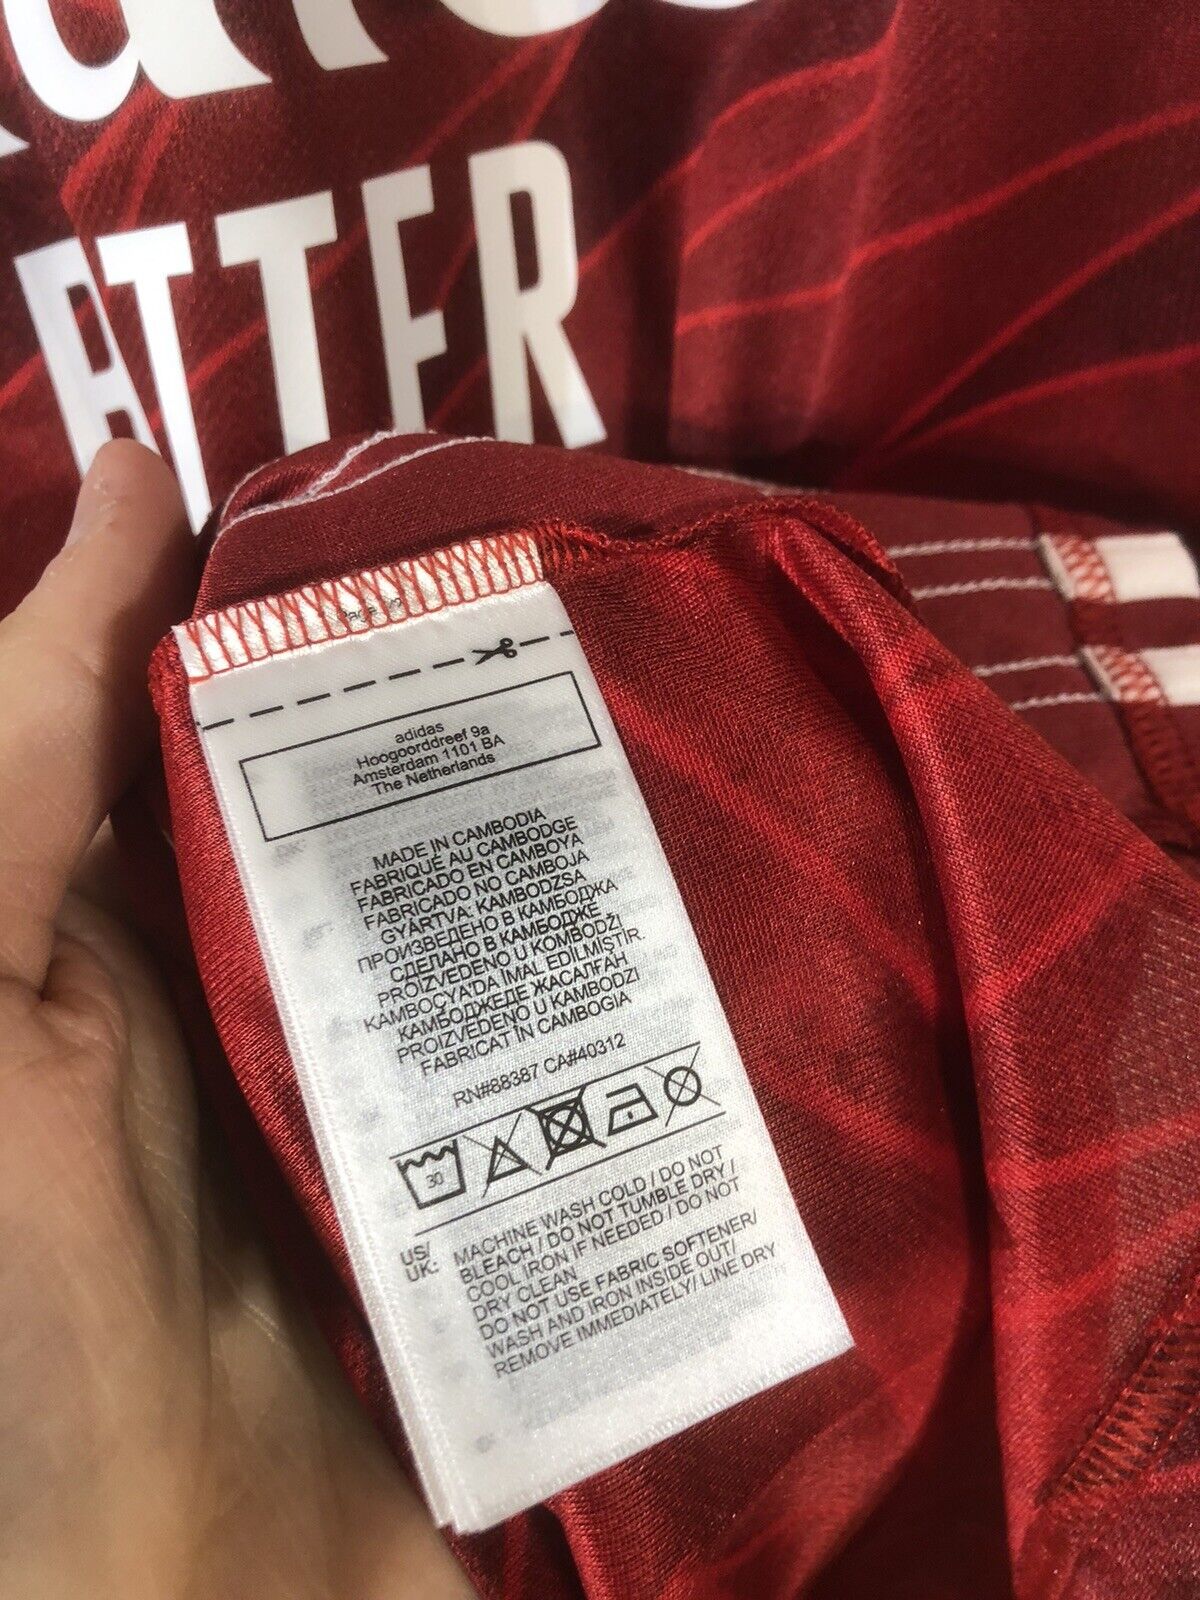 ATTER
adidas
Hoogoorddreef 9a
Amsterdam 1101 BA
The Netherlands
MADE IN CAMBODIA
FABRIQUÉ AU CAMBODGE
FABRICADO EN CAMBOYA
FABRICADO NO CAMBOJA
GYÁRTVA: KAMBODZSA
ПРОИЗВЕДЕНО В КАМБОДЖА
СДЕЛАНО В КАМБОДЖЕ
PROIZVEDENO U KOMBODŽI
KAMBOÇYA'DA İMAL EDİLMİŞTİR.
КАМБОДЖЕДЕ ЖАСАЛҒАН
PROIZVEDENO U KAMBODZI
FABRICAT ÎN CAMBOGIA
RN#88387 CA#40312
30
US/
UK:
MACHINE WASH COLD / DO NOT
BLEACH / DO NOT TUMBLE DRY /
COOL IRON IF NEEDED / DO NOT
DRY CLEAN
DO NOT USE FABRIC SOFTENER/
WASH AND IRON INSIDE OUT/
REMOVE IMMEDIATELY/ LINE DRY